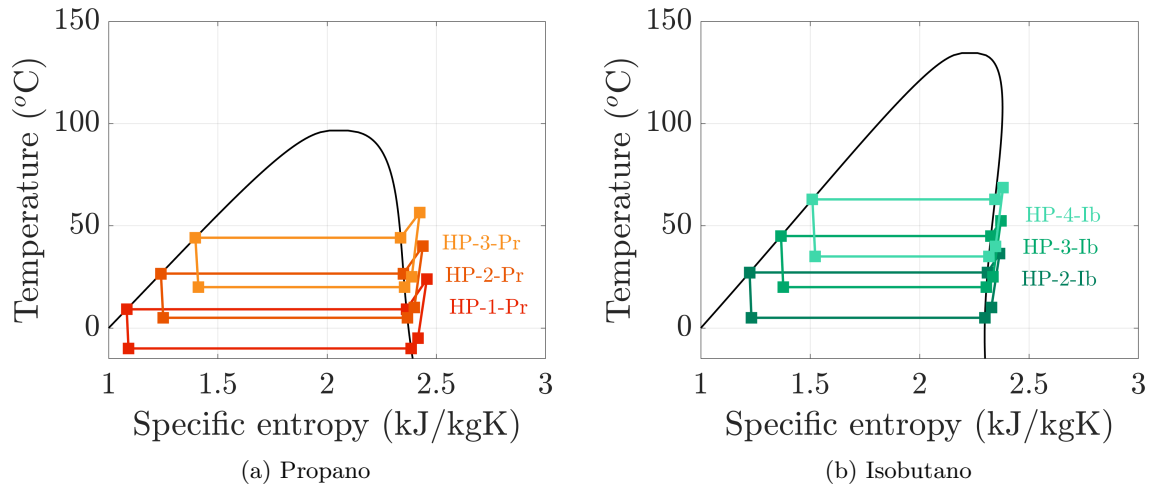 150
100
50
0
Temperature (°C)
HP-3-Pr
HP-2-Pr
HP-1-Pr
1 1.5 2 2.5 3
Specific entropy (kJ/kgK)
(a) Propano
150
100
50
0
Temperature (°C)
HP-4-Ib
HP-3-Ib
HP-2-Ib
1 1.5 2 2.5 3
Specific entropy (kJ/kgK)
(b) Isobutano